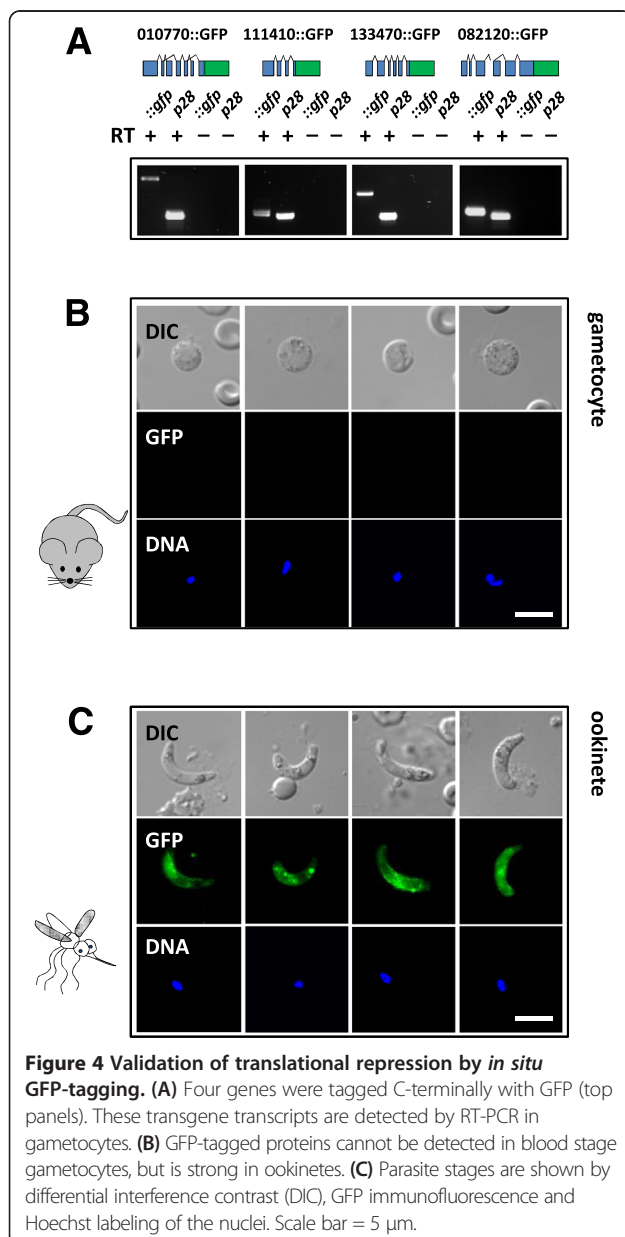 A
010770::GFP 111410::GFP 133470::GFP 082120::GFP
::gfp p28 ::gfp p28 ::gfp p28 ::gfp p28 ::gfp p28 ::gfp p28 ::gfp p28 ::gfp p28
RT + + − − + + − − + + − − + + − −
B
DIC
GFP
DNA
gametocyte
C
DIC
GFP
DNA
ookinete
Figure 4 Validation of translational repression by in situ
GFP-tagging. (A) Four genes were tagged C-terminally with GFP (top
panels). These transgene transcripts are detected by RT-PCR in
gametocytes. (B) GFP-tagged proteins cannot be detected in blood stage
gametocytes, but is strong in ookinetes. (C) Parasite stages are shown by
differential interference contrast (DIC), GFP immunofluorescence and
Hoechst labeling of the nuclei. Scale bar = 5 μm.